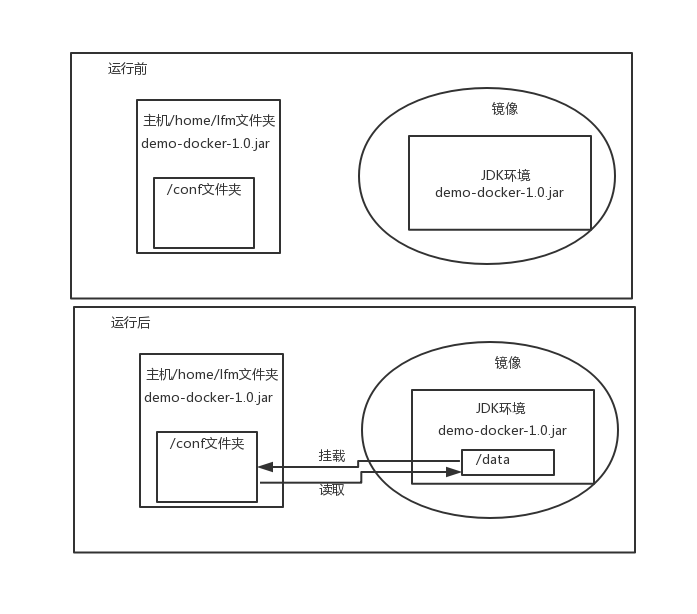 运行前
主机/home/lfm文件夹
demo-docker-1.0.jar
/conf文件夹
镜像
JDK环境
demo-docker-1.0.jar
运行后
主机/home/lfm文件夹
demo-docker-1.0.jar
/conf文件夹
挂载
读取
镜像
JDK环境
demo-docker-1.0.jar
/data